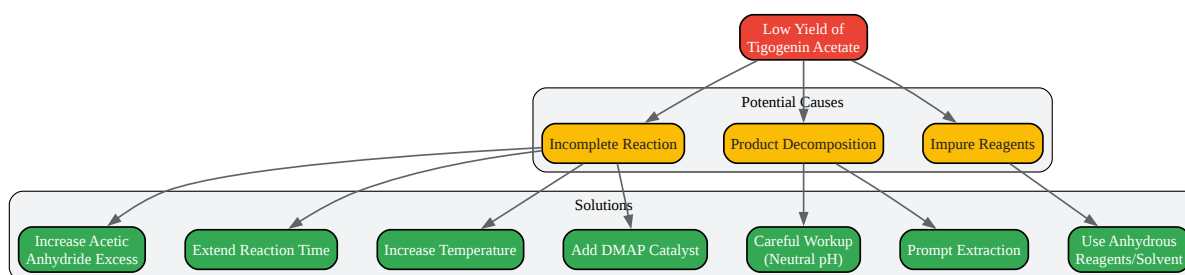 Low Yield of
Tigogenin Acetate
Potential Causes
Incomplete Reaction
Product Decomposition
Impure Reagents
Solutions
Increase Acetic
Anhydride Excess
Extend Reaction Time
Increase Temperature
Add DMAP Catalyst
Careful Workup
(Neutral pH)
Prompt Extraction
Use Anhydrous
Reagents/Solvent